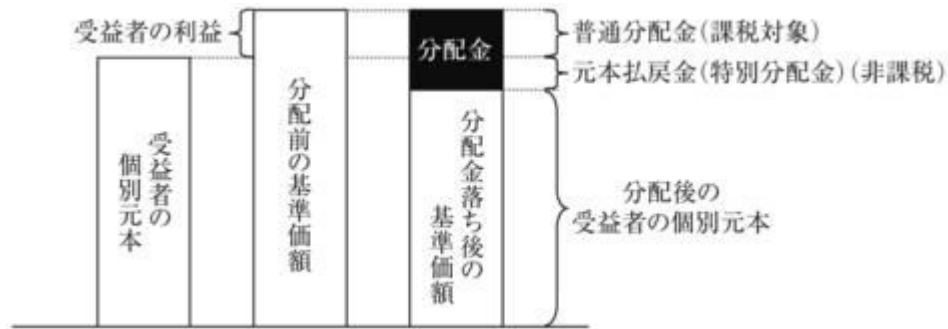 受益者の利益
分配金
普通分配金(課税対象)
元本払戻金(特別分配金)(非課税)
受益者の
個別元本
分配前の基準価額
分配金落ち後の
基準価額
分配後の
受益者の個別元本